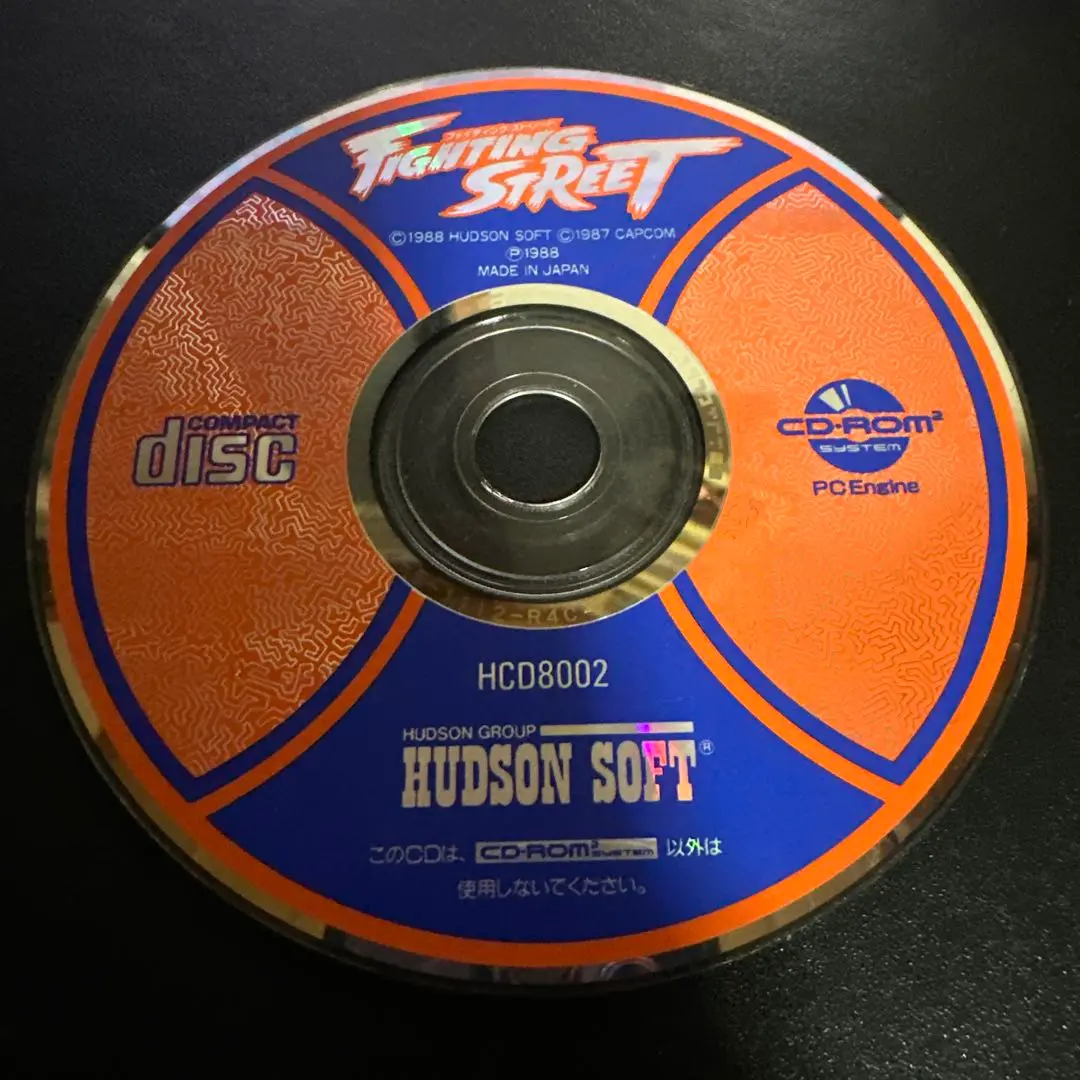 ファイティング・ストリート
FIGHTING
STREET
©1988 HUDSON SOFT ©1987 CAPCOM
Ⓟ1988
MADE IN JAPAN
COMPACT
disc
CD-ROM²
SYSTEM
PC Engine
2-R4C
HCD8002
HUDSON GROUP
HUDSON SOFT®
このCDは、CD-ROM² SYSTEM 以外は
使用しないでください。